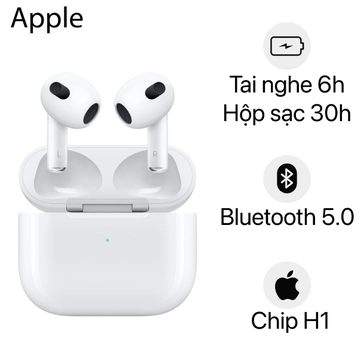 Apple
Tai nghe 6h
Hộp sạc 30h
Bluetooth 5.0
Chip H1
L
R